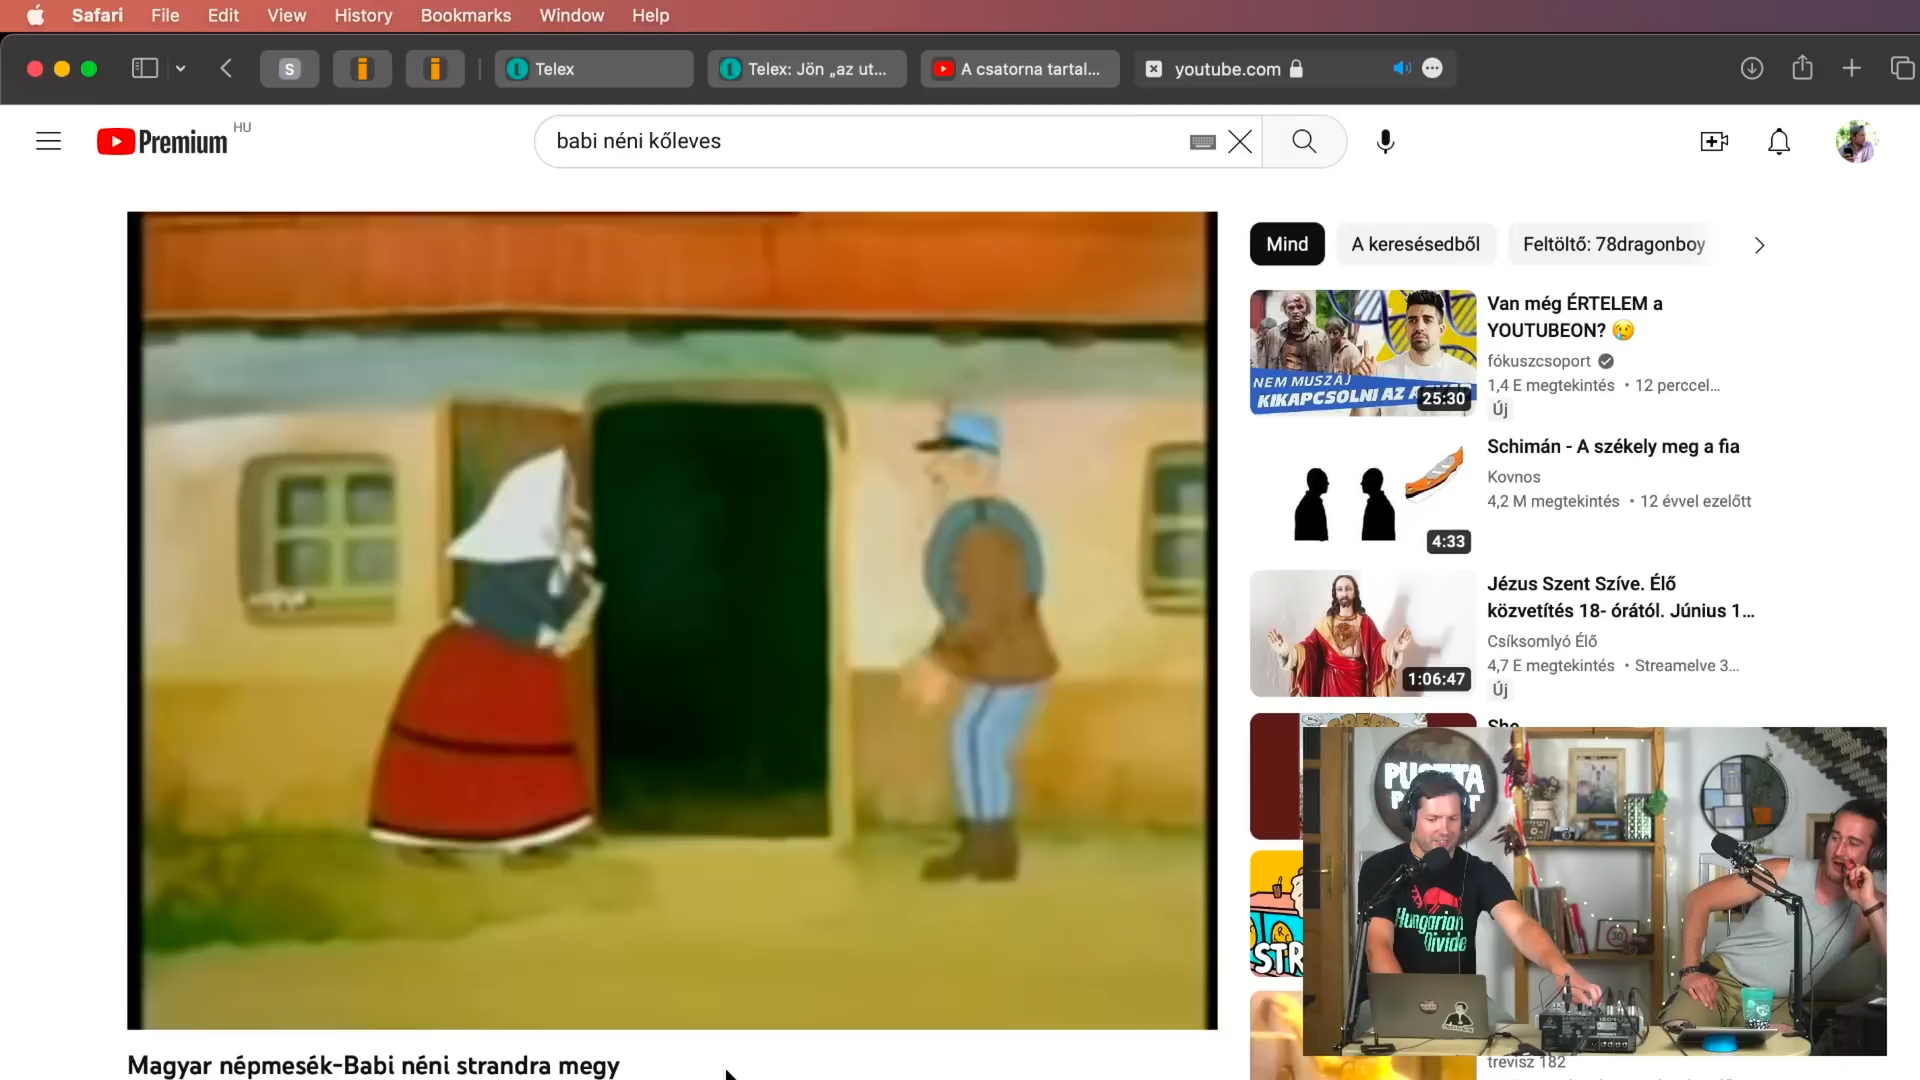 Safari File Edit View History Bookmarks Window Help
S
Telex
Telex: Jön „az ut...
A csatorna tartal...
youtube.com
Premium HU
babi néni kőleves
Mind
A keresésedből
Feltöltő: 78dragonboy
NEM MUSZÁJ
KIKAPCSOLNI AZ
25:30
Van még ÉRTELEM a
YOUTUBEON? 😢
fókuszcsoport
1,4 E megtekintés • 12 perccel...
Új
4:33
Schimán - A székely meg a fia
Kovnos
4,2 M megtekintés • 12 évvel ezelőtt
1:06:47
Jézus Szent Szíve. Élő
közvetítés 18- órától. Június 1...
Csíksomlyó Élő
4,7 E megtekintés • Streamelve 3...
Új
Hungarian
Divide
30
trevisz 182
Magyar népmesék-Babi néni strandra megy